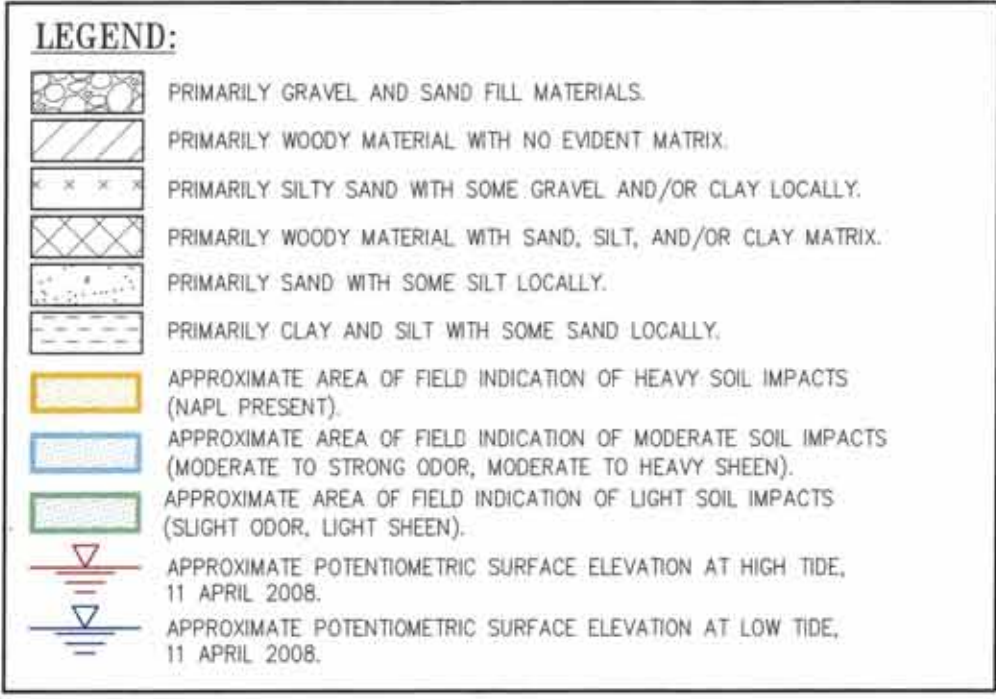 LEGEND:
PRIMARILY GRAVEL AND SAND FILL MATERIALS.
PRIMARILY WOODY MATERIAL WITH NO EVIDENT MATRIX.
PRIMARILY SILTY SAND WITH SOME GRAVEL AND/OR CLAY LOCALLY.
PRIMARILY WOODY MATERIAL WITH SAND, SILT, AND/OR CLAY MATRIX.
PRIMARILY SAND WITH SOME SILT LOCALLY.
PRIMARILY CLAY AND SILT WITH SOME SAND LOCALLY.
APPROXIMATE AREA OF FIELD INDICATION OF HEAVY SOIL IMPACTS
(NAPL PRESENT).
APPROXIMATE AREA OF FIELD INDICATION OF MODERATE SOIL IMPACTS
(MODERATE TO STRONG ODOR, MODERATE TO HEAVY SHEEN).
APPROXIMATE AREA OF FIELD INDICATION OF LIGHT SOIL IMPACTS
(SLIGHT ODOR, LIGHT SHEEN).
APPROXIMATE POTENTIOMETRIC SURFACE ELEVATION AT HIGH TIDE,
11 APRIL 2008.
APPROXIMATE POTENTIOMETRIC SURFACE ELEVATION AT LOW TIDE,
11 APRIL 2008.